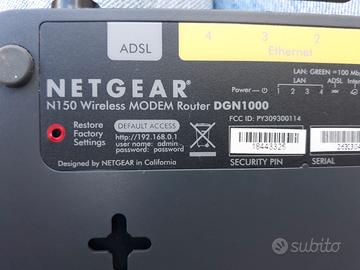 ADSL
4 3 2
Ethernet
LAN: GREEN = 100 Mb
LAN
1 2 3 4 ADSL Inte
NETGEAR®
N150 Wireless MODEM Router DGN1000
Restore
Factory
Settings
DEFAULT ACCESS
http://192.168.0.1
user name: admin
password: password
FCC ID: PY309300114
18443325
SECURITY PIN
SERIAL
Designed by NETGEAR in California
subito